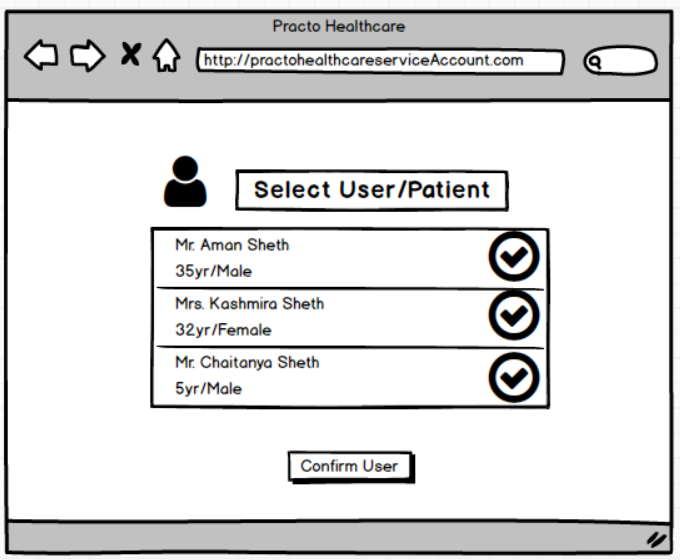 Practo Healthcare
http://practohealthcareserviceAccount.com
Select User/Patient
Mr. Aman Sheth
35yr/Male
Mrs. Kashmira Sheth
32yr/Female
Mr. Chaitanya Sheth
5yr/Male
Confirm User